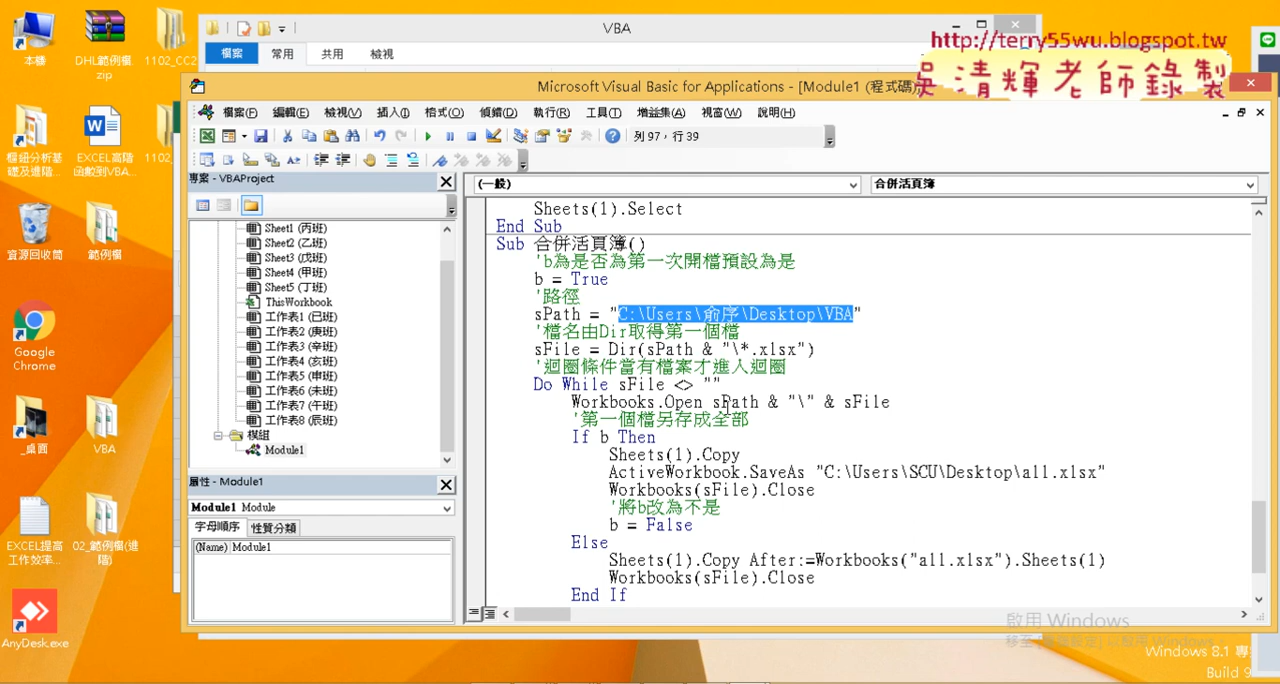 VBA
http://terry55wu.blogspot.tw
吳清輝老師錄製
檔案 常用 共用 檢視
本機
DHL範例檔.zip
1102_CC2
Microsoft Visual Basic for Applications - [Module1 (程式碼)
檔案(F) 編輯(E) 檢視(V) 插入(I) 格式(O) 偵錯(D) 執行(R) 工具(T) 增益集(A) 視窗(W) 說明(H)
列 97，行 39
樞紐分析基
礎及進階...
EXCEL高階
函數到VBA...
1102_
資源回收筒
範例檔
Google
Chrome
_桌面
VBA
EXCEL提高
工作效率...
02_範例檔(進
階)
AnyDesk.exe
專案 - VBAProject
Sheet1 (丙班)
Sheet2 (乙班)
Sheet3 (戊班)
Sheet4 (甲班)
Sheet5 (丁班)
ThisWorkbook
工作表1 (已班)
工作表2 (庚班)
工作表3 (辛班)
工作表4 (亥班)
工作表5 (申班)
工作表6 (未班)
工作表7 (午班)
工作表8 (辰班)
模組
Module1
屬性 - Module1
Module1 Module
字母順序 性質分類
(Name) Module1
(一般) 合併活頁簿
Sheets(1).Select
End Sub
Sub 合併活頁簿()
'b為是否為第一次開檔預設為是
b = True
'路徑
sPath = "C:\Users\俞序\Desktop\VBA"
'檔名由Dir取得第一個檔
sFile = Dir(sPath & "\*.xlsx")
'迴圈條件當有檔案才進入迴圈
Do While sFile <> ""
Workbooks.Open sPath & "\" & sFile
'第一個檔另存成全部
If b Then
Sheets(1).Copy
ActiveWorkbook.SaveAs "C:\Users\SCU\Desktop\all.xlsx"
Workbooks(sFile).Close
'將b改為不是
b = False
Else
Sheets(1).Copy After:=Workbooks("all.xlsx").Sheets(1)
Workbooks(sFile).Close
End If
啟用 Windows
Windows 8.1 專
Build 9